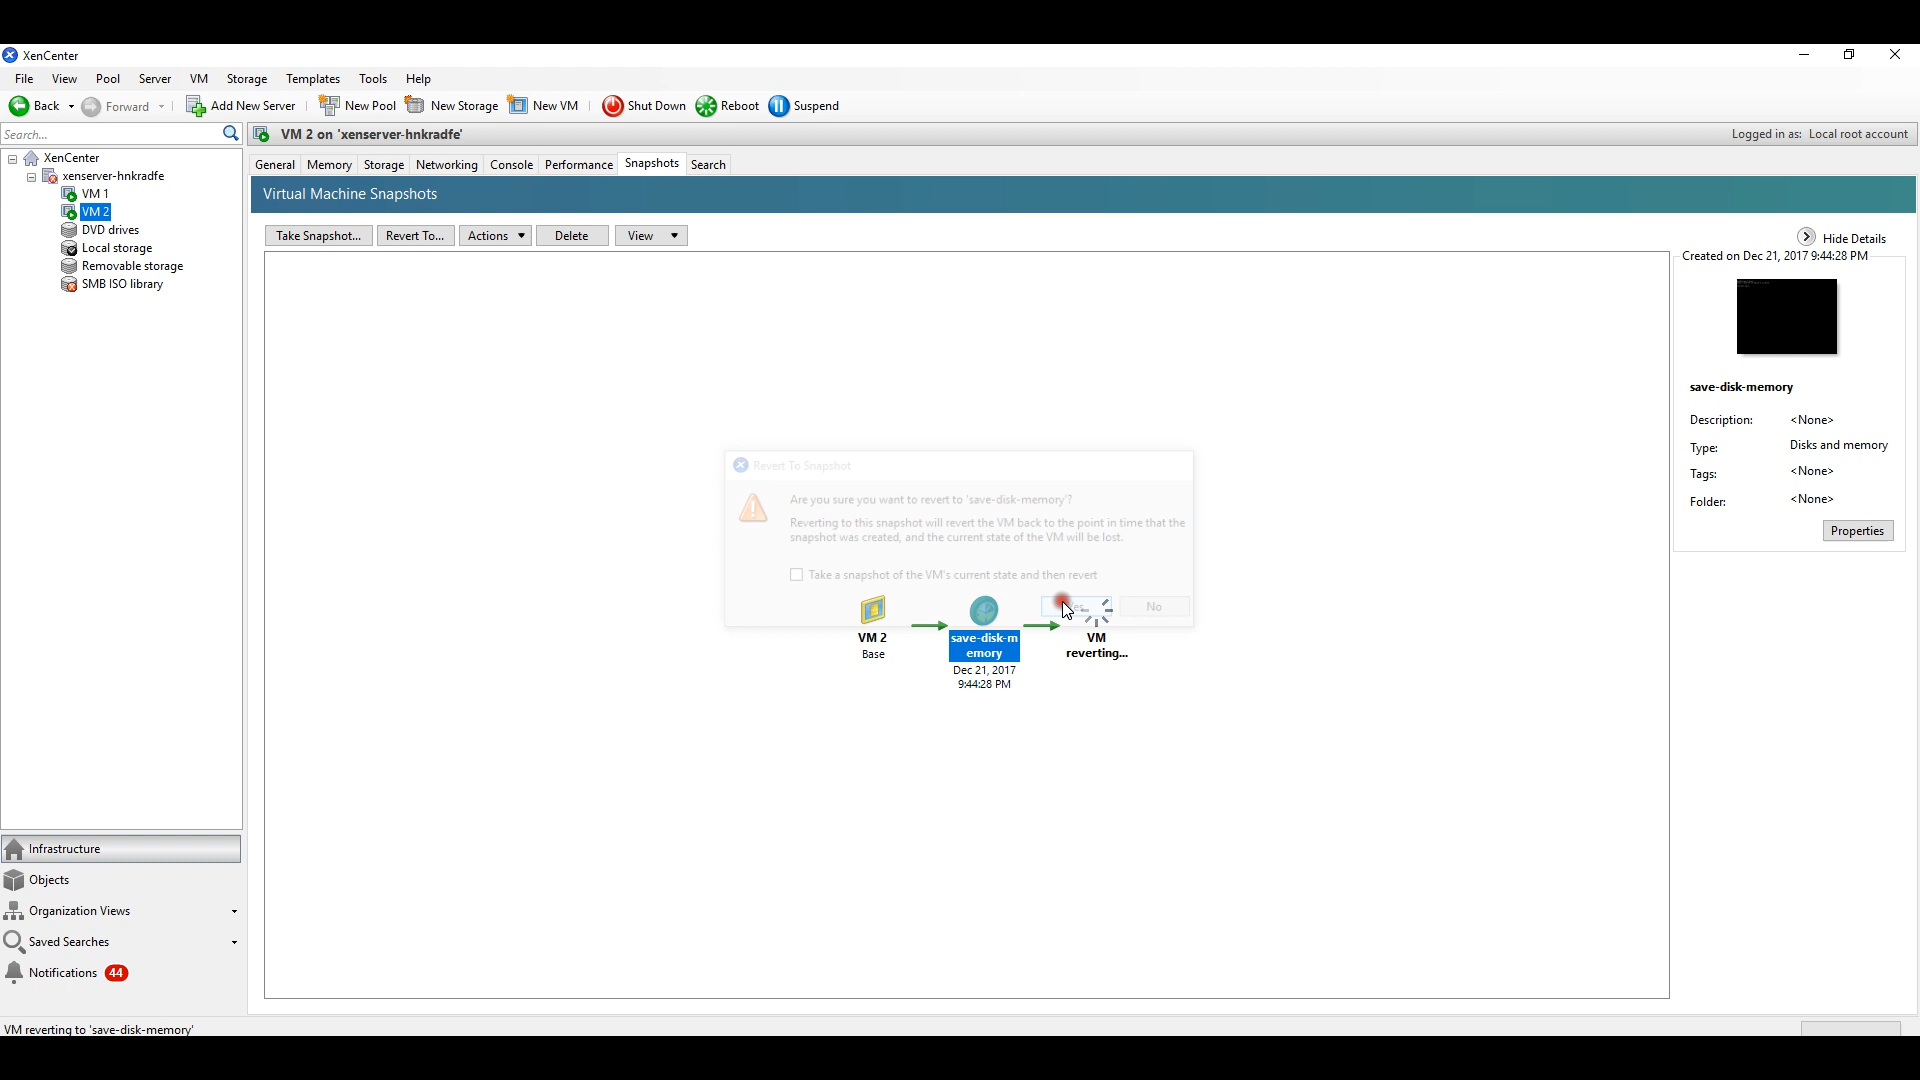 XenCenter
File View Pool Server VM Storage Templates Tools Help
Back Forward Add New Server New Pool New Storage New VM Shut Down Reboot Suspend
Search...
VM 2 on 'xenserver-hnkradfe'
Logged in as: Local root account
XenCenter
xenserver-hnkradfe
VM 1
VM 2
DVD drives
Local storage
Removable storage
SMB ISO library
General Memory Storage Networking Console Performance Snapshots Search
Virtual Machine Snapshots
Take Snapshot... Revert To... Actions Delete View
Hide Details
Created on Dec 21, 2017 9:44:28 PM
save-disk-memory
Description: <None>
Type: Disks and memory
Tags: <None>
Folder: <None>
Properties
Revert To Snapshot
Are you sure you want to revert to 'save-disk-memory'?
Reverting to this snapshot will revert the VM back to the point in time that the
snapshot was created, and the current state of the VM will be lost.
Take a snapshot of the VM's current state and then revert
No
VM 2
Base
save-disk-m
emory
Dec 21, 2017
9:44:28 PM
VM
reverting...
Infrastructure
Objects
Organization Views
Saved Searches
Notifications 44
VM reverting to 'save-disk-memory'